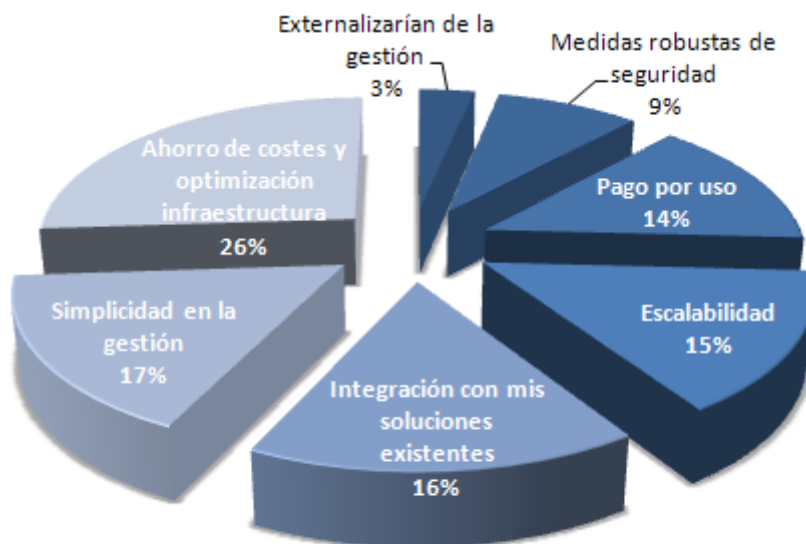 Externalizarían de la
gestión
3%
Medidas robustas de
seguridad
9%
Pago por uso
14%
Escalabilidad
15%
Integración con mis
soluciones
existentes
16%
Simplicidad en la
gestión
17%
Ahorro de costes y
optimización
infraestructura
26%